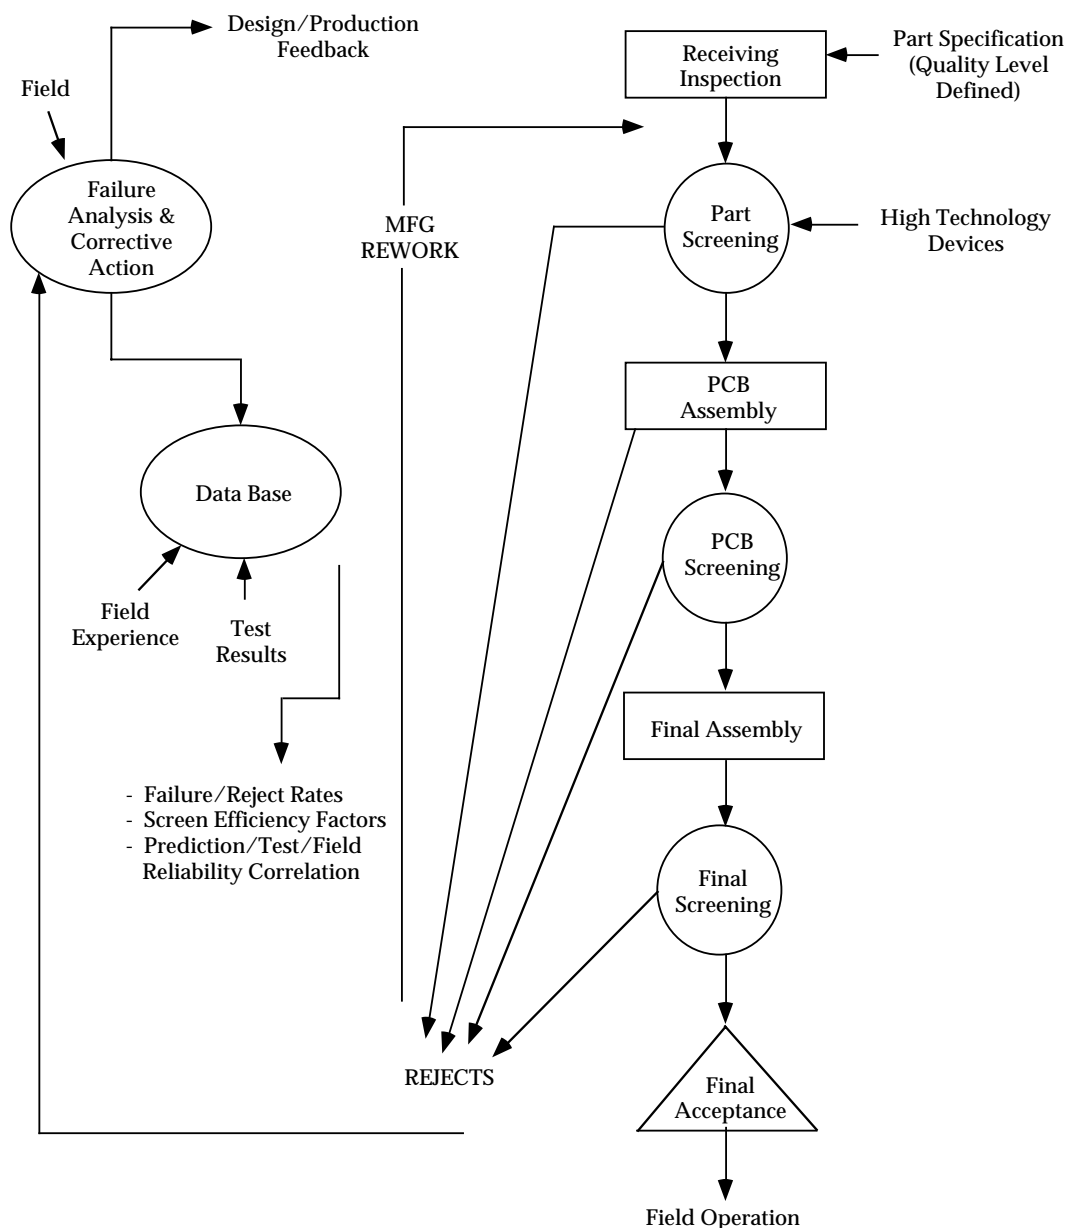 Design/Production
Feedback
Field
Failure
Analysis &
Corrective
Action
Data Base
Field
Experience
Test
Results
- Failure/Reject Rates
- Screen Efficiency Factors
- Prediction/Test/Field
Reliability Correlation
MFG
REWORK
REJECTS
Receiving
Inspection
Part Specification
(Quality Level
Defined)
Part
Screening
High Technology
Devices
PCB
Assembly
PCB
Screening
Final Assembly
Final
Screening
Final
Acceptance
Field Operation